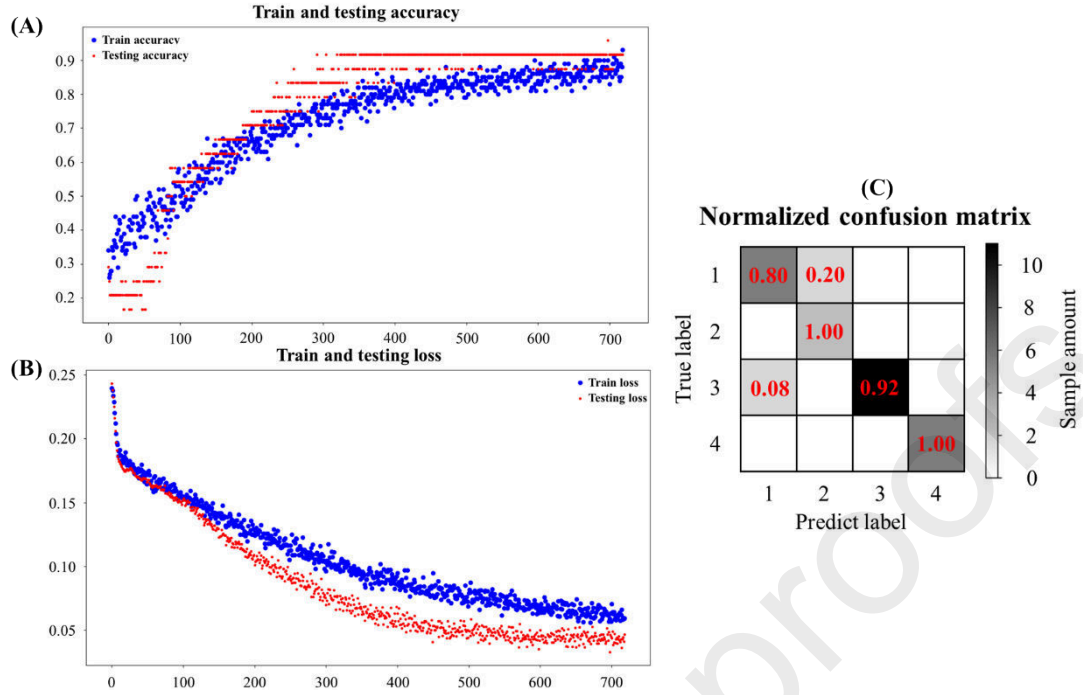 (A)
Train and testing accuracy
Train accuracy
Testing accuracy
0.9
0.8
0.7
0.6
0.5
0.4
0.3
0.2
0 100 200 300 400 500 600 700
(B)
Train and testing loss
Train loss
Testing loss
0.25
0.20
0.15
0.10
0.05
0 100 200 300 400 500 600 700
(C)
Normalized confusion matrix
True label
1 0.80 0.20
2 1.00
3 0.08 0.92
4 1.00
1 2 3 4
Predict label
10
8
6
4
2
0
Sample amount
proofs